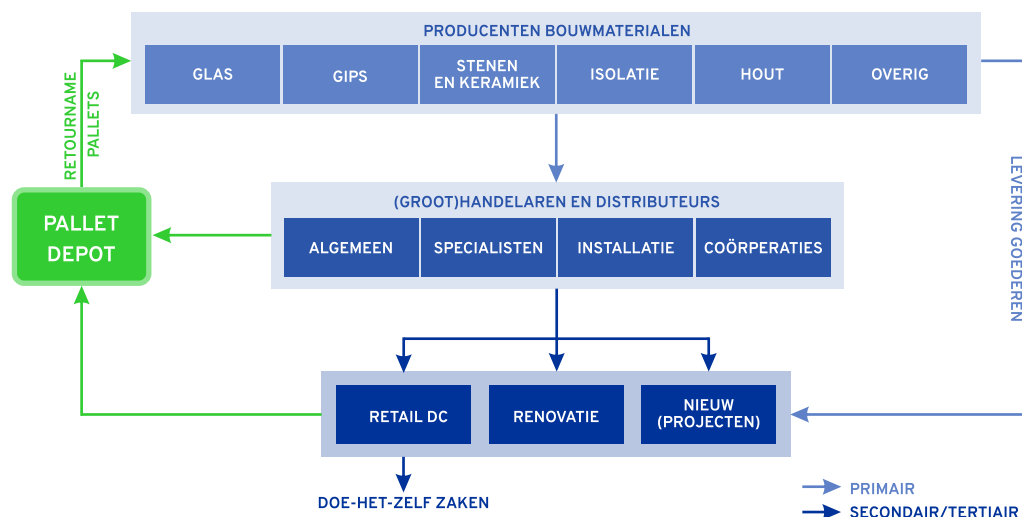 PRODUCENTEN BOUWMATERIALEN
GLAS
GIPS
STENEN
EN KERAMIEK
ISOLATIE
HOUT
OVERIG
RETOURNAME
PALLETS
LEVERING GOEDEREN
PALLET
DEPOT
(GROOT)HANDELAREN EN DISTRIBUTEURS
ALGEMEEN
SPECIALISTEN
INSTALLATIE
COÖRPERATIES
RETAIL DC
RENOVATIE
NIEUW
(PROJECTEN)
DOE-HET-ZELF ZAKEN
PRIMAIR
SECONDAIR/TERTIAIR